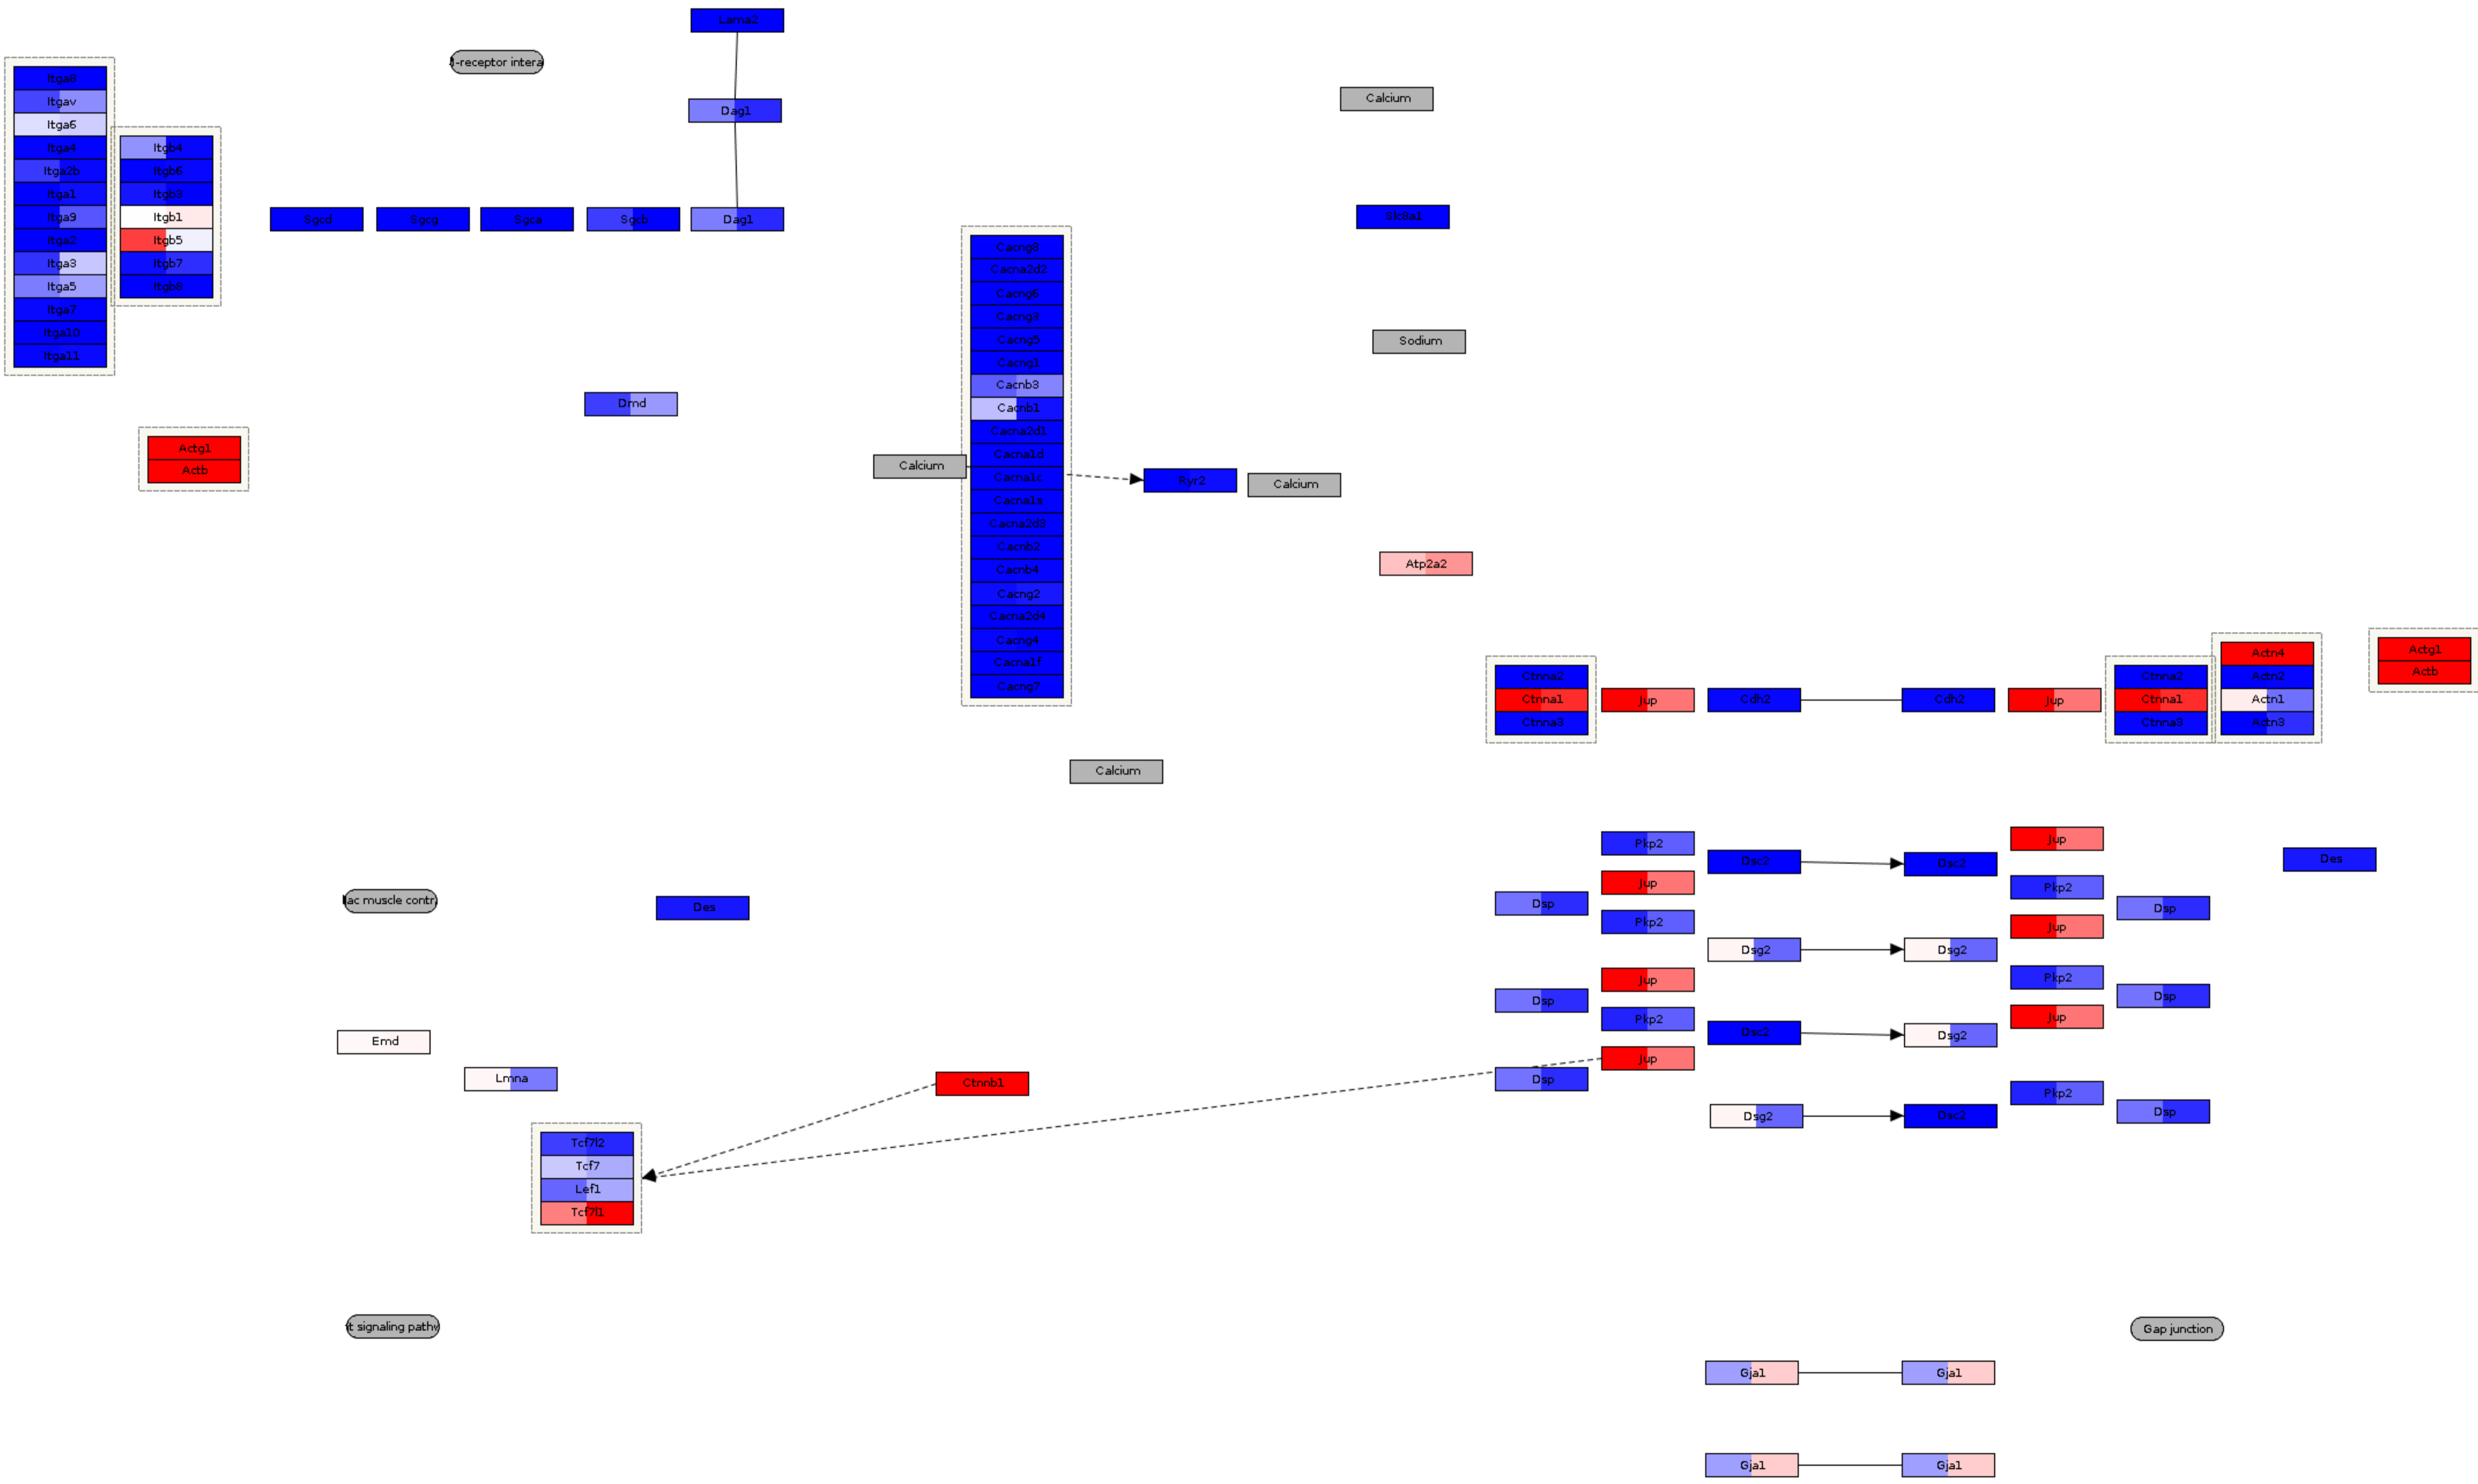 Lama2
J-receptor intera
Itga8
Itgav
Itga6
Itga4
Itga2b
Itga1
Itga9
Itga2
Itga3
Itga5
Itga7
Itga10
Itga11
Itgb4
Itgb6
Itgb3
Itgb1
Itgb5
Itgb7
Itgb8
Dag1
Sgcd
Sgcg
Sgca
Sgcb
Dag1
Calcium
Slc8a1
Cacng8
Cacna2d2
Cacng6
Cacng3
Cacng5
Cacng1
Cacnb3
Cacnb1
Cacna2d1
Cacna1d
Cacna1c
Cacna1s
Cacna2d3
Cacnb2
Cacnb4
Cacng2
Cacna2d4
Cacng4
Cacna1f
Cacng7
Sodium
Dmd
Actg1
Actb
Calcium
Ryr2
Calcium
Atp2a2
Ctnna2
Ctnna1
Ctnna3
Jup
Cdh2
Cdh2
Jup
Ctnna2
Ctnna1
Ctnna3
Actn4
Actn2
Actn1
Actn3
Actg1
Actb
Calcium
Pkp2
Dsc2
Dsc2
Jup
Des
Jup
Pkp2
Dsp
Dsp
Pkp2
Jup
Dsg2
Dsg2
Jup
Pkp2
Dsp
Dsp
Pkp2
Jup
Dsc2
Dsg2
Jup
Dsp
Pkp2
Dsg2
Dsc2
Dsp
iac muscle contra
Des
Emd
Lmna
Ctnnb1
Tcf7l2
Tcf7
Lef1
Tcf7l1
t signaling pathw
Gap junction
Gja1
Gja1
Gja1
Gja1